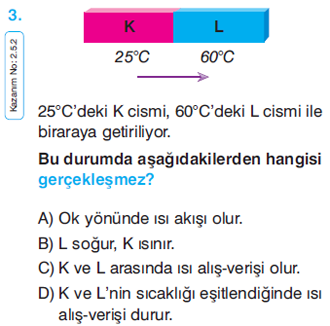 3.
Kazanım No: 2.5.2
K L
25°C 60°C
25°C'deki K cismi, 60°C'deki L cismi ile
biraraya getiriliyor.
Bu durumda aşağıdakilerden hangisi
gerçekleşmez?
A) Ok yönünde ısı akışı olur.
B) L soğur, K ısınır.
C) K ve L arasında ısı alış-verişi olur.
D) K ve L'nin sıcaklığı eşitlendiğinde ısı
alış-verişi durur.